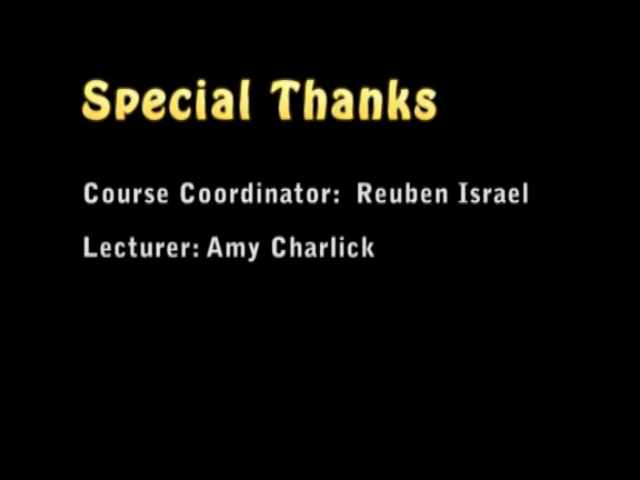 Special Thanks
Course Coordinator: Reuben Israel
Lecturer: Amy Charlick